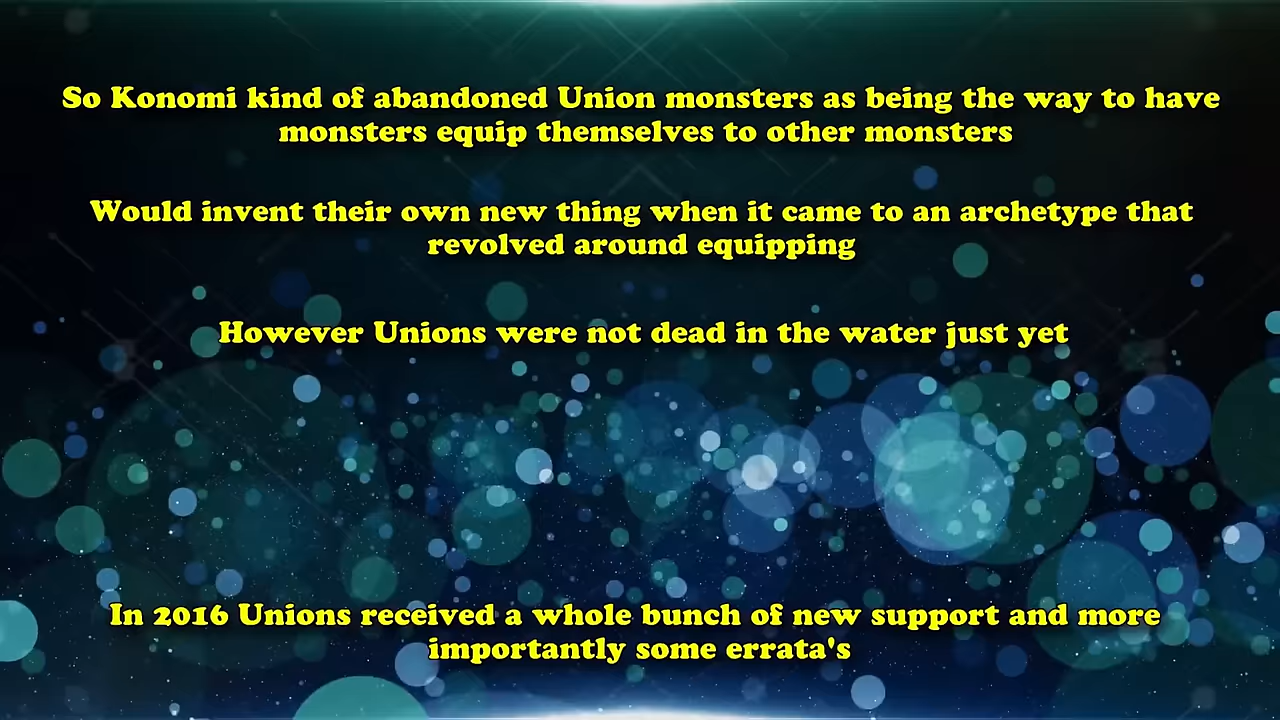 So Konomi kind of abandoned Union monsters as being the way to have
monsters equip themselves to other monsters
Would invent their own new thing when it came to an archetype that
revolved around equipping
However Unions were not dead in the water just yet
In 2016 Unions received a whole bunch of new support and more
importantly some errata's